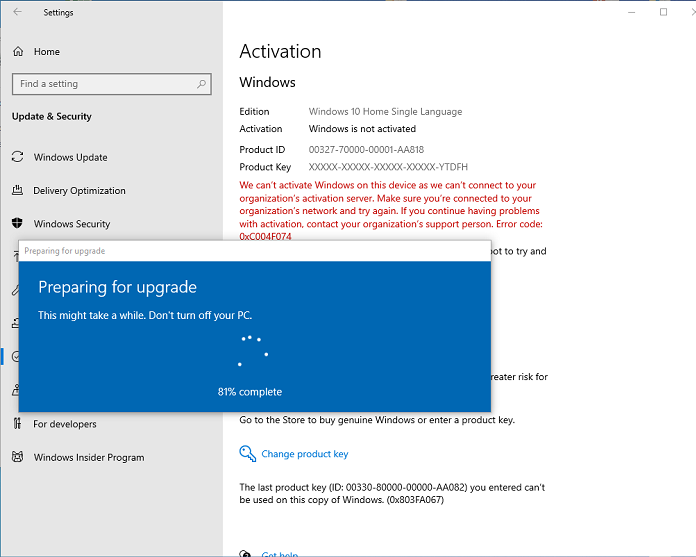 Settings
Home
Find a setting
Update & Security
Windows Update
Delivery Optimization
Windows Security
For developers
Windows Insider Program
Activation
Windows
Edition Windows 10 Home Single Language
Activation Windows is not activated
Product ID 00327-70000-00001-AA818
Product Key XXXXX-XXXXX-XXXXX-XXXXX-YTDFH
We can't activate Windows on this device as we can't connect to your
organization's activation server. Make sure you're connected to your
organization's network and try again. If you continue having problems
with activation, contact your organization's support person. Error code:
0xC004F074
to try and
Preparing for upgrade
Preparing for upgrade
This might take a while. Don't turn off your PC.
81% complete
risk for
Go to the Store to buy genuine Windows or enter a product key.
Change product key
The last product key (ID: 00330-80000-00000-AA082) you entered can't
be used on this copy of Windows. (0x803FA067)
Get help